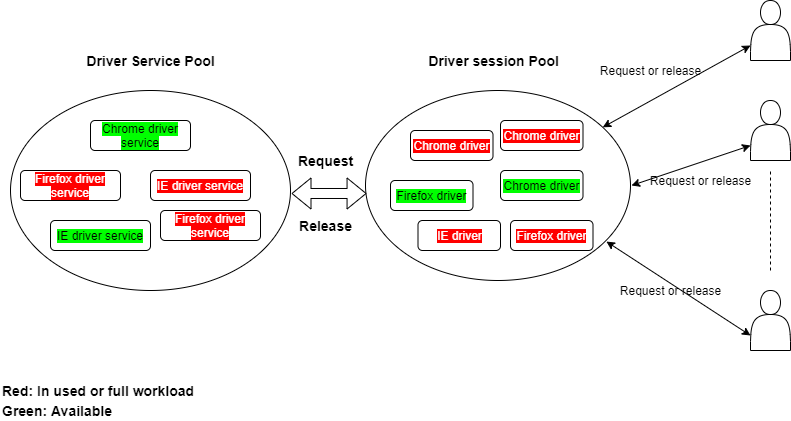 Driver Service Pool
Driver session Pool
Request or release
Chrome driver
service
Chrome driver
Chrome driver
Request
Firefox driver
service
IE driver service
Firefox driver
Chrome driver
Request or release
Release
Firefox driver
service
IE driver service
IE driver
Firefox driver
Request or release
Red: In used or full workload
Green: Available